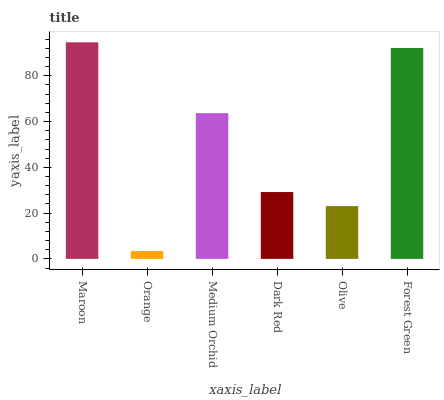 title
yaxis_label
80
60
40
20
0
Maroon
Orange
Medium Orchid
Dark Red
Olive
Forest Green
xaxis_label